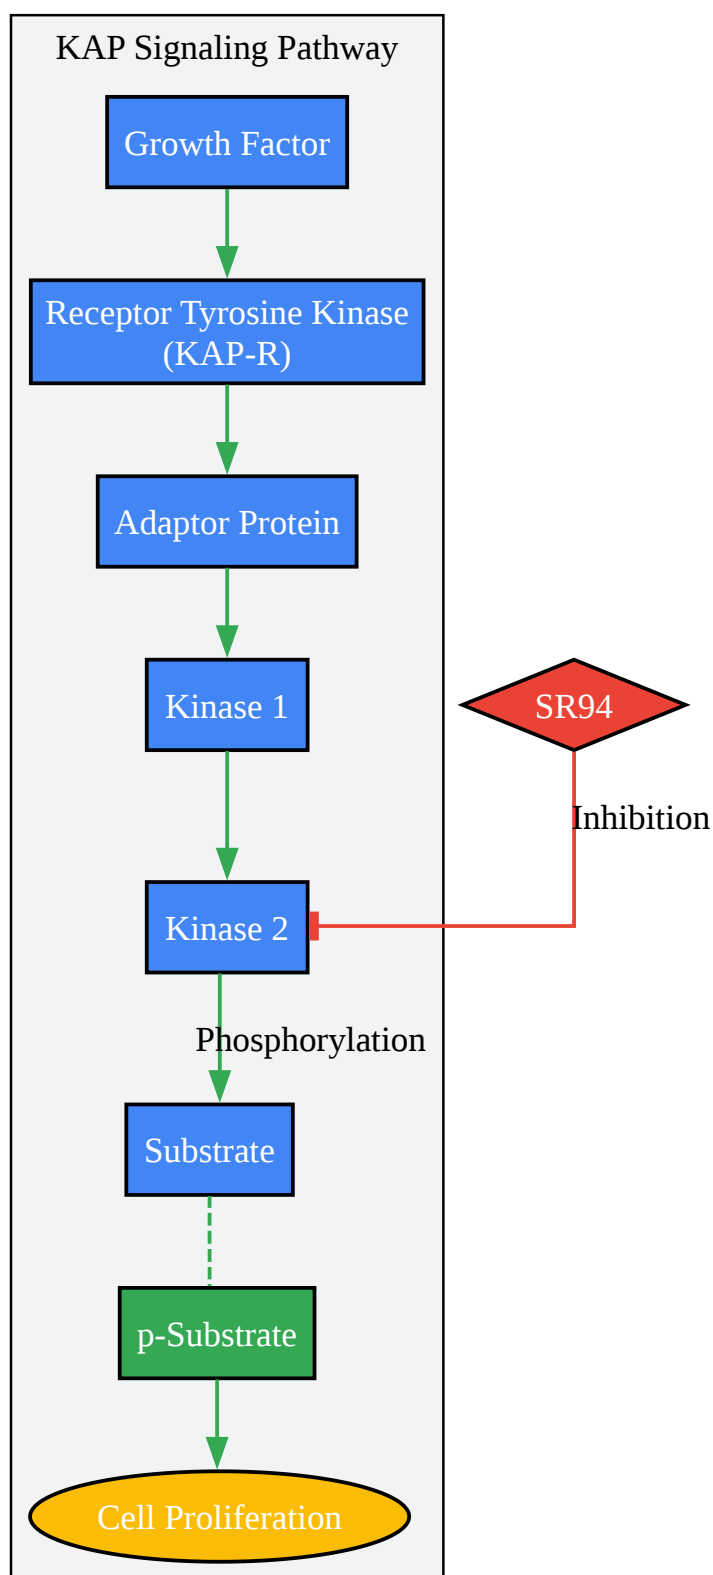 KAP Signaling Pathway
Growth Factor
Receptor Tyrosine Kinase
(KAP-R)
Adaptor Protein
Kinase 1
SR94
Inhibition
Kinase 2
Phosphorylation
Substrate
p-Substrate
Cell Proliferation